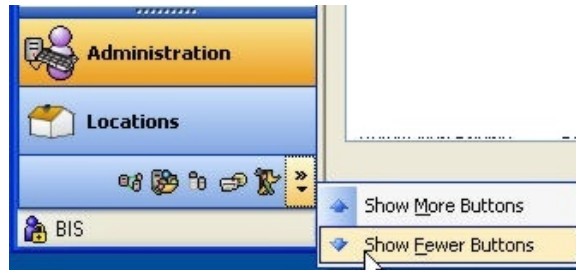 Administration
Locations
Show More Buttons
BIS
Show Fewer Buttons